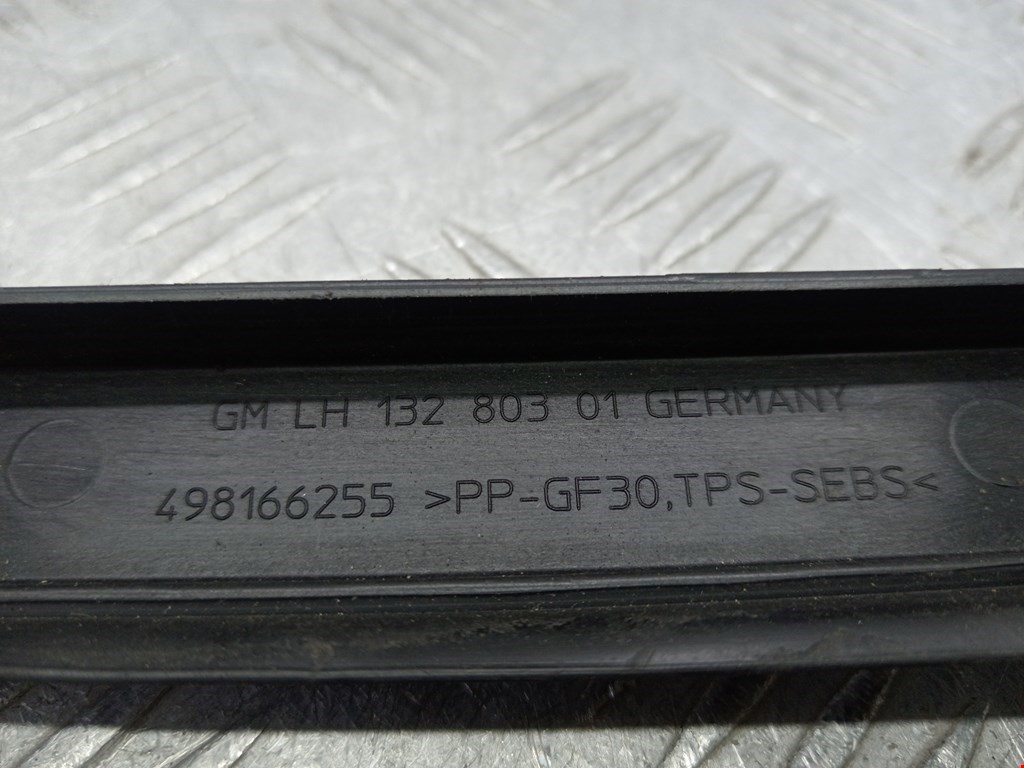 GM LH 132 803 01 GERMANY
498166255 >PP-GF30,TPS-SEBS<